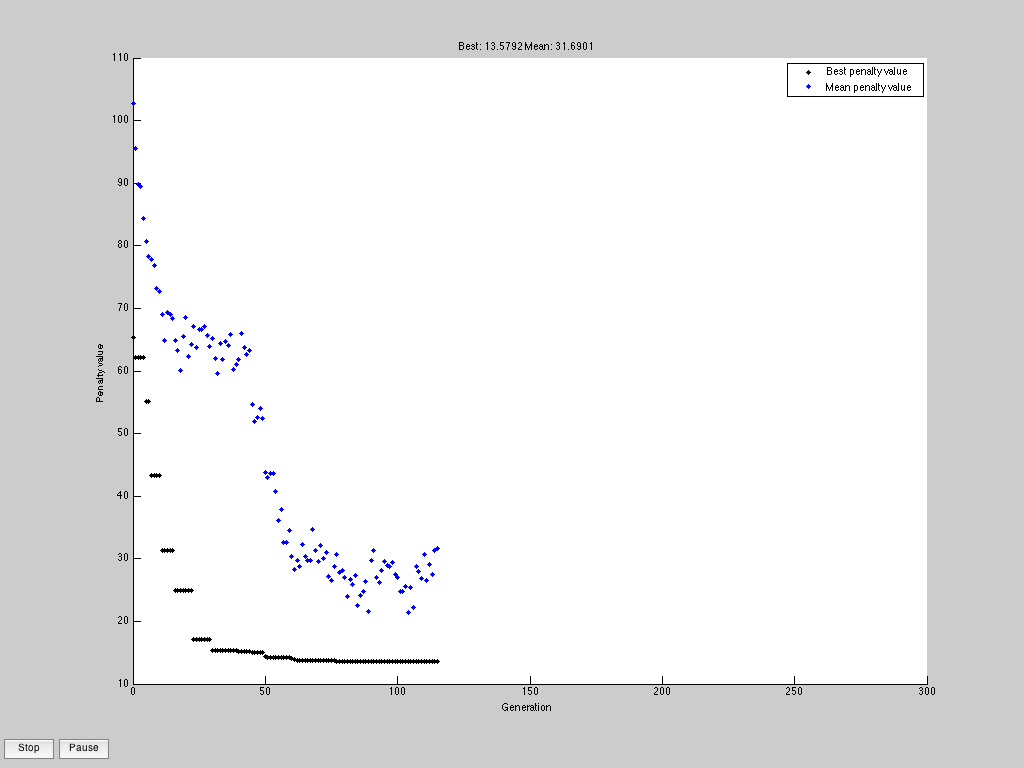 Best: 13.5792 Mean: 31.6901
110
100
90
80
70
60
50
40
30
20
10
Penalty value
Best penalty value
Mean penalty value
0
50
100
150
200
250
300
Generation
Stop
Pause